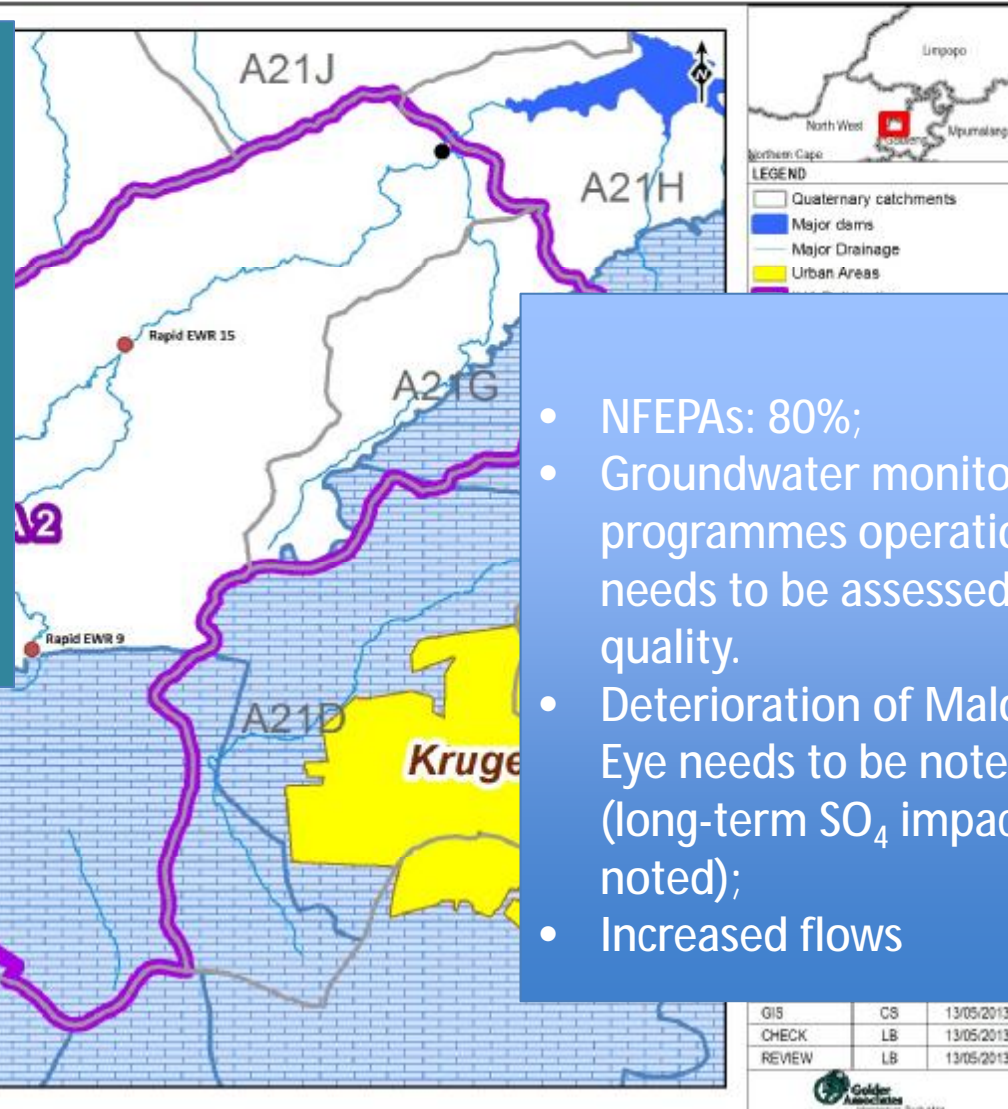 A21J
A21H
Rapid EWR 15
A21G
A2
Rapid EWR 9
A21D
Kruge
Limpopo
North West
Mpumalang
Northern Cape
LEGEND
Quaternary catchments
Major dams
Major Drainage
Urban Areas
• NFEPAs: 80%;
• Groundwater monito
programmes operatio
needs to be assessed
quality.
• Deterioration of Malo
Eye needs to be note
(long-term SO₄ impac
noted);
• Increased flows
GIS CS 13/05/2013
CHECK LB 13/05/2013
REVIEW LB 13/05/2013
Golder
Associates